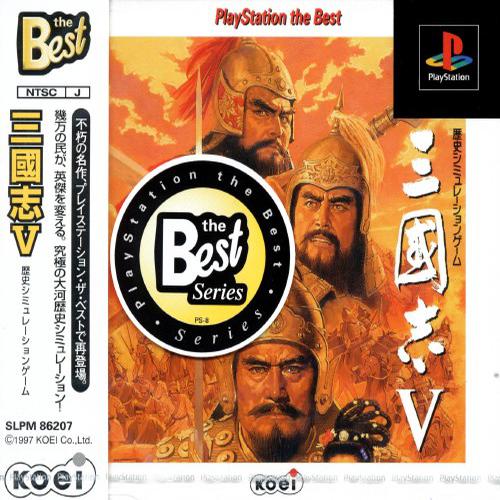 the
Best
NTSC J
三國志V
歴史シミュレーションゲーム
不朽の名作、プレイステーション・ザ・ベストで再登場。
幾万の民が、英傑を変える。究極の大河歴史シミュレーション!
SLPM 86207
©1997 KOEI Co.,Ltd.
KOEI
PlayStation the Best
PlayStation
歴史シミュレーションゲーム
三國志V
PlayStation the Best
the
Best
Series
PS-8
Series
KOEI